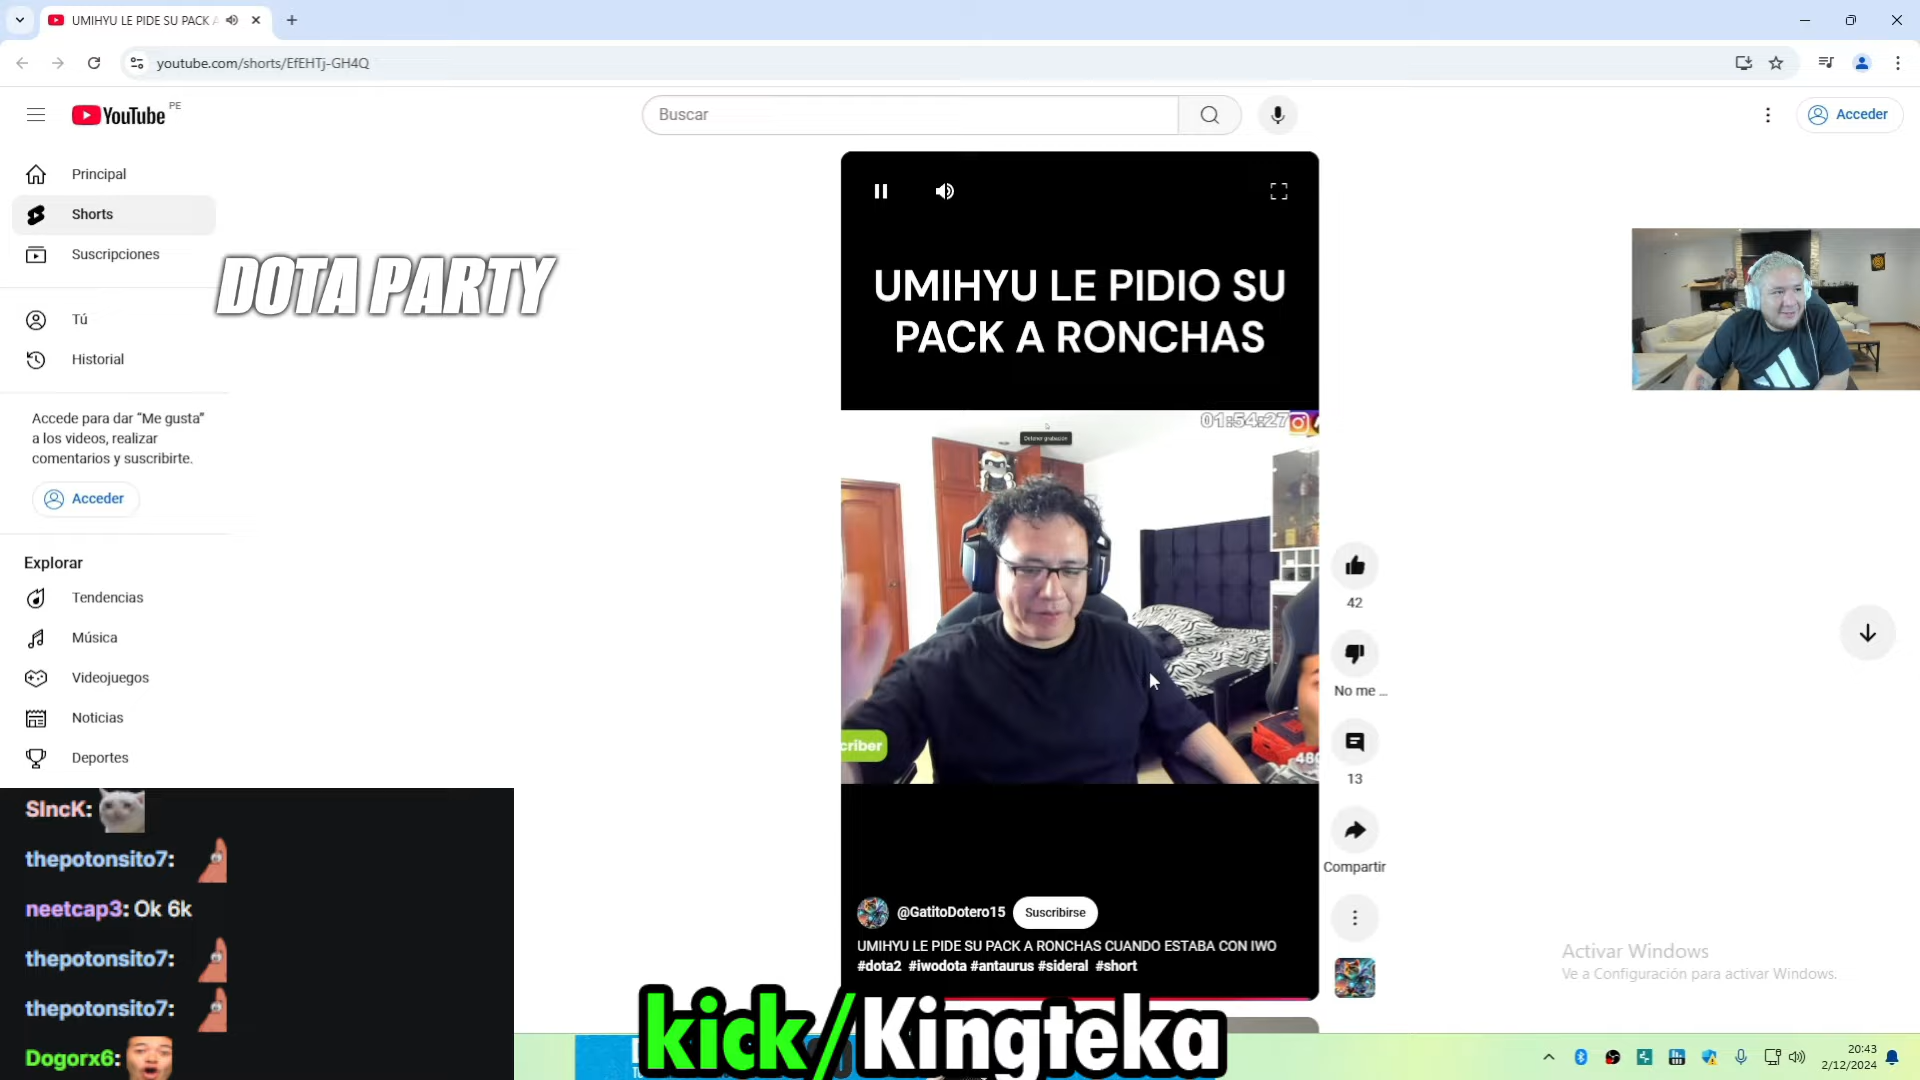 UMIHYU LE PIDE SU PACK A
youtube.com/shorts/EfEHTj-GH4Q
YouTube PE
Buscar
Acceder
Principal
Shorts
Suscripciones
DOTA PARTY
Tú
Historial
Accede para dar “Me gusta”
a los videos, realizar
comentarios y suscribirte.
Acceder
Explorar
Tendencias
Música
Videojuegos
Noticias
Deportes
UMIHYU LE PIDIO SU
PACK A RONCHAS
01:54:27
Detener grabación
criber
480
42
No me ...
13
Compartir
@GatitoDotero15
Suscribirse
UMIHYU LE PIDE SU PACK A RONCHAS CUANDO ESTABA CON IWO
#dota2 #iwodota #antaurus #sideral #short
SIncK:
thepotonsito7:
neetcap3: Ok 6k
thepotonsito7:
thepotonsito7:
Dogorx6:
Activar Windows
Ve a Configuración para activar Windows.
kick/Kingteka
20:43
2/12/2024